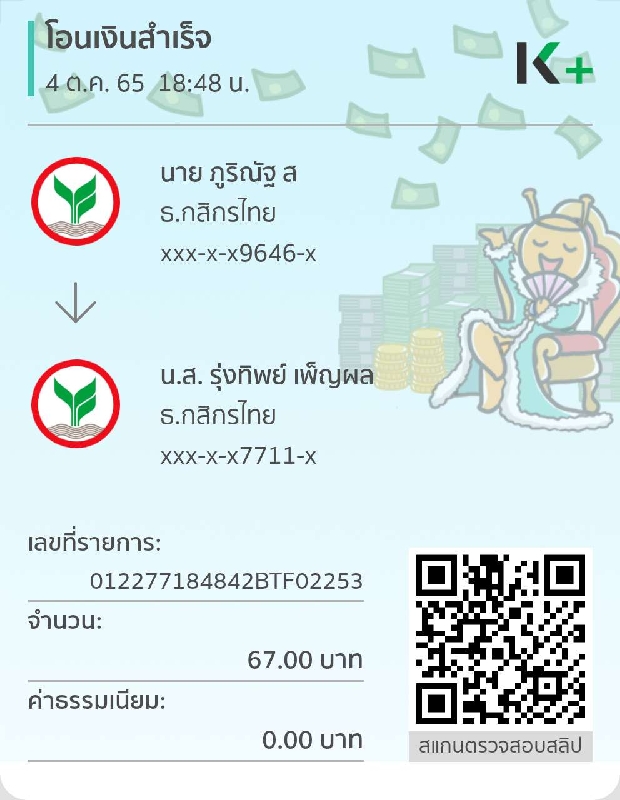 โอนเงินสำเร็จ
4 ต.ค. 65 18:48 น.
K+
นาย ภูริณัฐ ส
ธ.กสิกรไทย
xxx-x-x9646-x
น.ส. รุ่งทิพย์ เพ็ญผล
ธ.กสิกรไทย
xxx-x-x7711-x
เลขที่รายการ:
012277184842BTF02253
จำนวน:
67.00 บาท
ค่าธรรมเนียม:
0.00 บาท
สแกนตรวจสอบสลิป